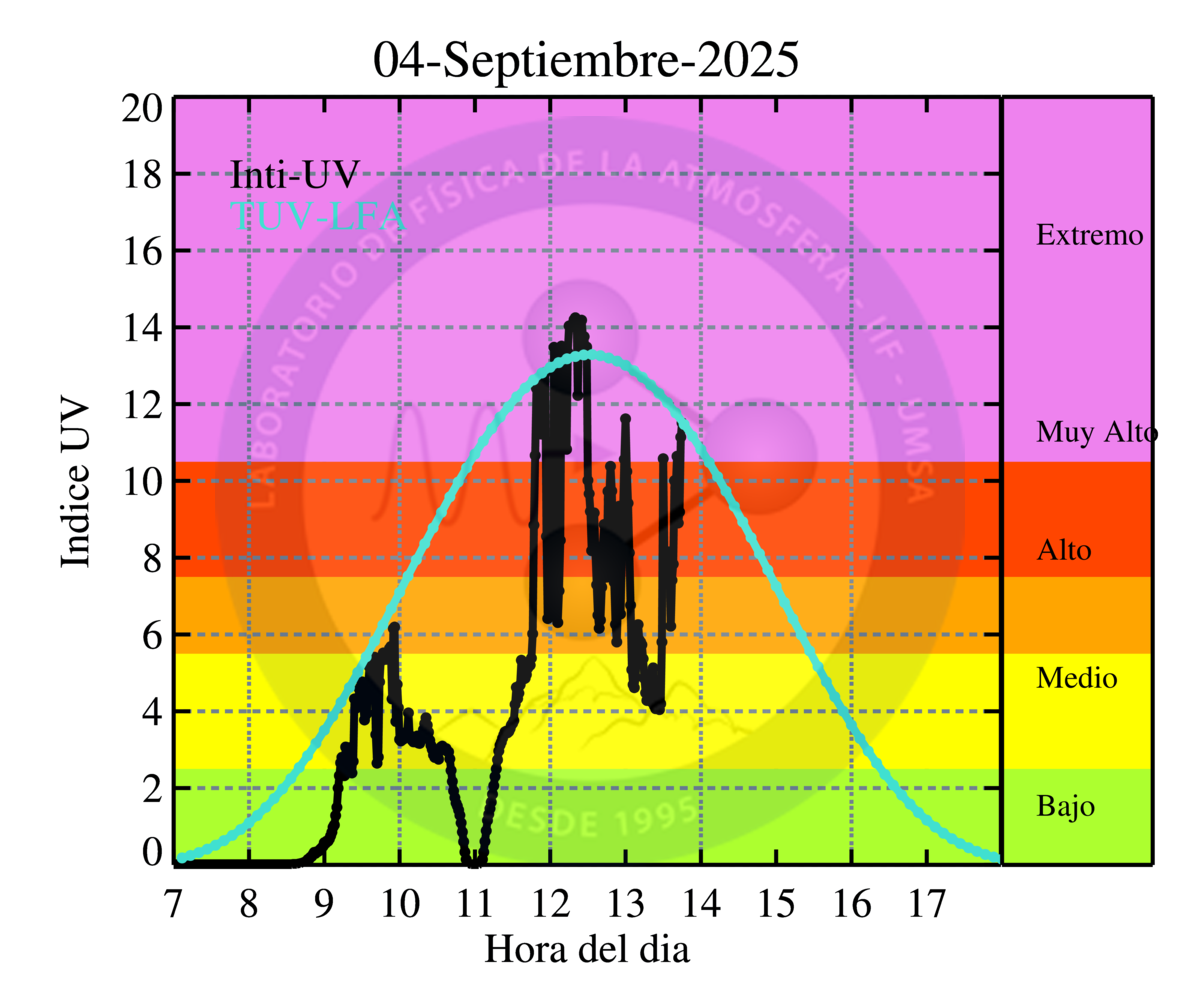 04-Septiembre-2025
20
18
16
14
12
10
8
6
4
2
0
Indice UV
Inti-UV
TUV-LFA
LABORATORIO DE FÍSICA DE LA ATMÓSFERA - IIF - UMSA
DESDE 1995
Extremo
Muy Alto
Alto
Medio
Bajo
7 8 9 10 11 12 13 14 15 16 17
Hora del dia